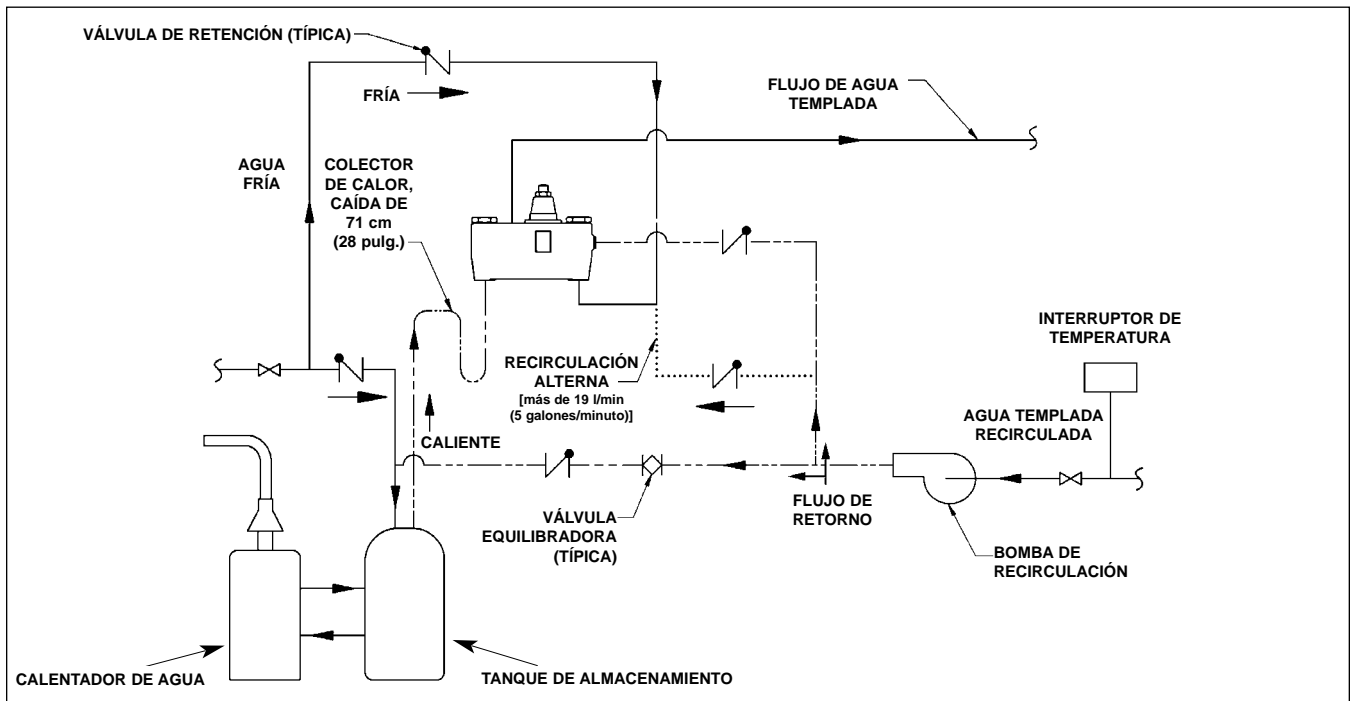 VÁLVULA DE RETENCIÓN (TÍPICA)
FRÍA
FLUJO DE AGUA
TEMPLADA
AGUA
FRÍA
COLECTOR
DE CALOR,
CAÍDA DE
71 cm
(28 pulg.)
INTERRUPTOR DE
TEMPERATURA
RECIRCULACIÓN
ALTERNA
[más de 19 l/min
(5 galones/minuto)]
AGUA TEMPLADA
RECIRCULADA
CALIENTE
FLUJO DE
RETORNO
VÁLVULA
EQUILIBRADORA
(TÍPICA)
BOMBA DE
RECIRCULACIÓN
CALENTADOR DE AGUA
TANQUE DE ALMACENAMIENTO